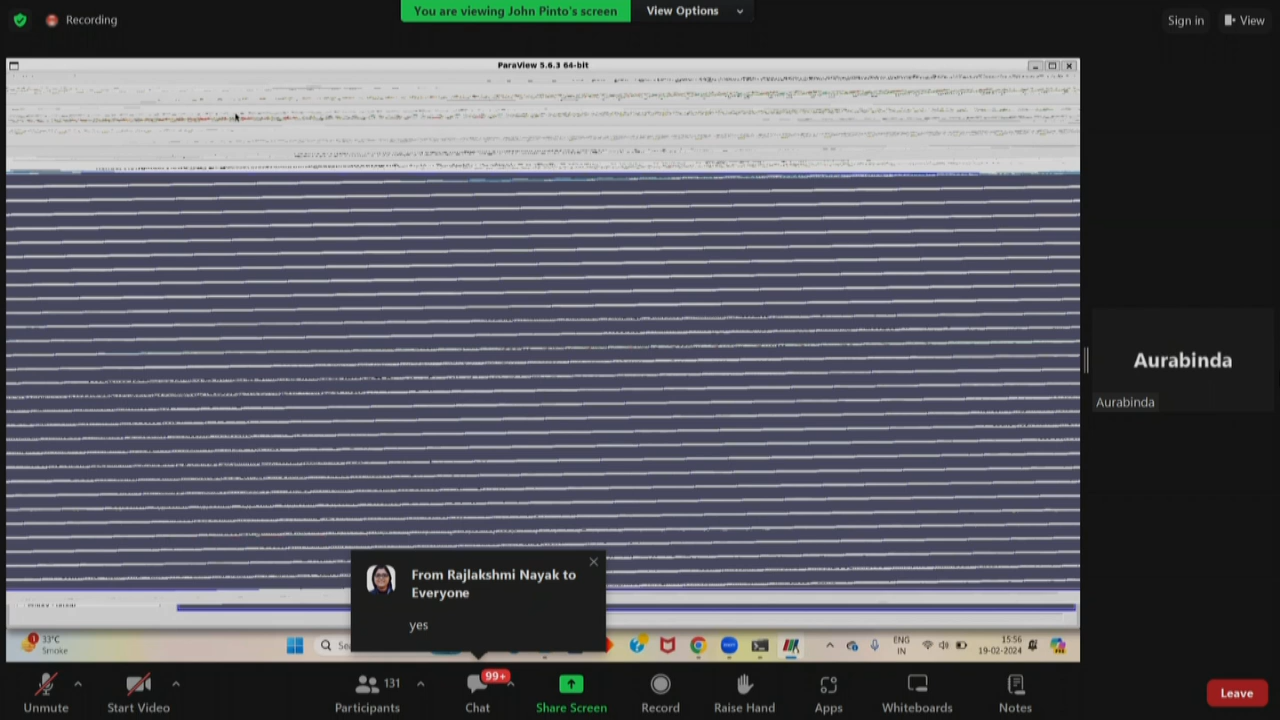 Recording
You are viewing John Pinto's screen
View Options
Sign in
View
ParaView 5.6.3 64-bit
Aurabinda
Aurabinda
From Rajlakshmi Nayak to
Everyone
yes
1
33°C
Smoke
ENG
IN
15:56
19-02-2024
Unmute
Start Video
131
Participants
99+
Chat
Share Screen
Record
Raise Hand
Apps
Whiteboards
Notes
Leave